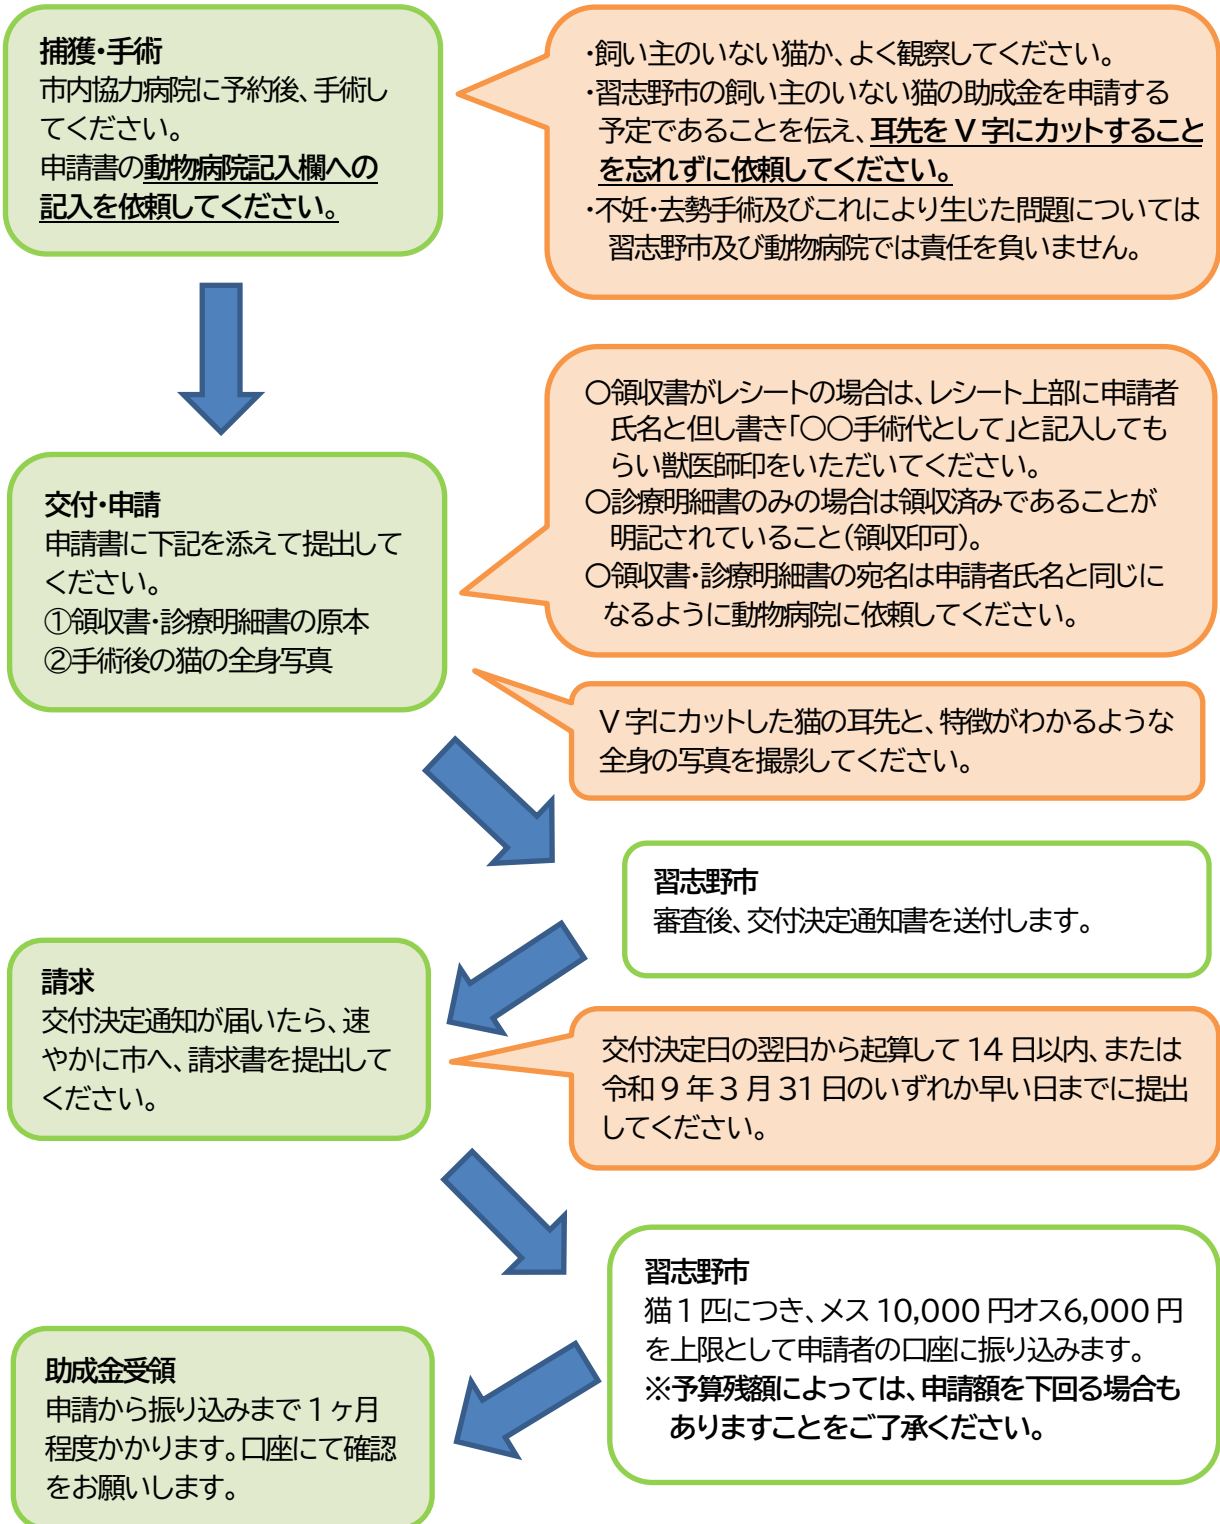 捕獲・手術
市内協力病院に予約後、手術し
てください。
申請書の動物病院記入欄への
記入を依頼してください。
・飼い主のいない猫か、よく観察してください。
・習志野市の飼い主のいない猫の助成金を申請する
予定であることを伝え、耳先をV字にカットすること
を忘れずに依頼してください。
・不妊・去勢手術及びこれにより生じた問題については
習志野市及び動物病院では責任を負いません。
交付・申請
申請書に下記を添えて提出して
ください。
①領収書・診療明細書の原本
②手術後の猫の全身写真
〇領収書がレシートの場合は、レシート上部に申請者
氏名と但し書き「〇〇手術代として」と記入しても
らい獣医師印をいただいてください。
〇診療明細書のみの場合は領収済みであることが
明記されていること(領収印可)。
〇領収書・診療明細書の宛名は申請者氏名と同じに
なるように動物病院に依頼してください。
V字にカットした猫の耳先と、特徴がわかるような
全身の写真を撮影してください。
習志野市
審査後、交付決定通知書を送付します。
請求
交付決定通知が届いたら、速
やかに市へ、請求書を提出して
ください。
交付決定日の翌日から起算して14日以内、または
令和9年3月31日のいずれか早い日までに提出
してください。
習志野市
猫1匹につき、メス10,000円オス6,000円
を上限として申請者の口座に振り込みます。
※予算残額によっては、申請額を下回る場合も
ありますことをご了承ください。
助成金受領
申請から振り込みまで1ヶ月
程度かかります。口座にて確認
をお願いします。